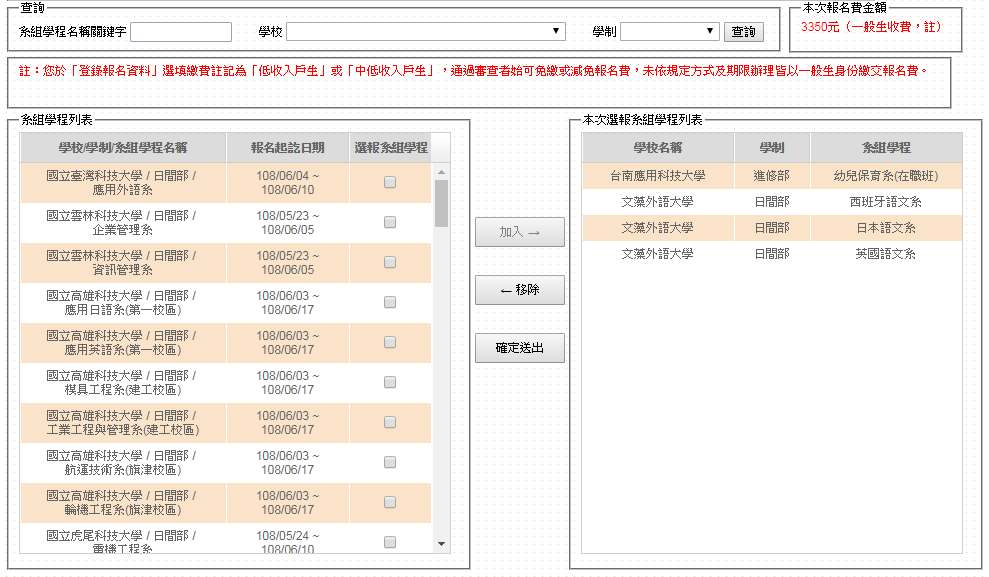 查詢
系組學程名稱關鍵字 學校 學制 查詢
本次報名費金額
3350元（一般生收費，註）
註：您於「登錄報名資料」選填繳費註記為「低收入戶生」或「中低收入戶生」，通過審查者始可免繳或減免報名費，未依規定方式及期限辦理皆以一般生身份繳交報名費。
系組學程列表
學校/學制/系組學程名稱 報名起訖日期 選報系組學程
國立臺灣科技大學 / 日間部 / 108/06/04 ~
應用外語系 108/06/10
國立雲林科技大學 / 日間部 / 108/05/23 ~
企業管理系 108/06/05
國立雲林科技大學 / 日間部 / 108/05/23 ~
資訊管理系 108/06/05
國立高雄科技大學 / 日間部 / 108/06/03 ~
應用日語系(第一校區) 108/06/17
國立高雄科技大學 / 日間部 / 108/06/03 ~
應用英語系(第一校區) 108/06/17
國立高雄科技大學 / 日間部 / 108/06/03 ~
模具工程系(建工校區) 108/06/17
國立高雄科技大學 / 日間部 / 108/06/03 ~
工業工程與管理系(建工校區) 108/06/17
國立高雄科技大學 / 日間部 / 108/06/03 ~
航運技術系(旗津校區) 108/06/17
國立高雄科技大學 / 日間部 / 108/06/03 ~
輪機工程系(旗津校區) 108/06/17
國立虎尾科技大學 / 日間部 / 108/05/24 ~
電機工程系 108/06/10
加入 →
← 移除
確定送出
本次選報系組學程列表
學校名稱 學制 系組學程
台南應用科技大學 進修部 幼兒保育系(在職班)
文藻外語大學 日間部 西班牙語文系
文藻外語大學 日間部 日本語文系
文藻外語大學 日間部 英國語文系